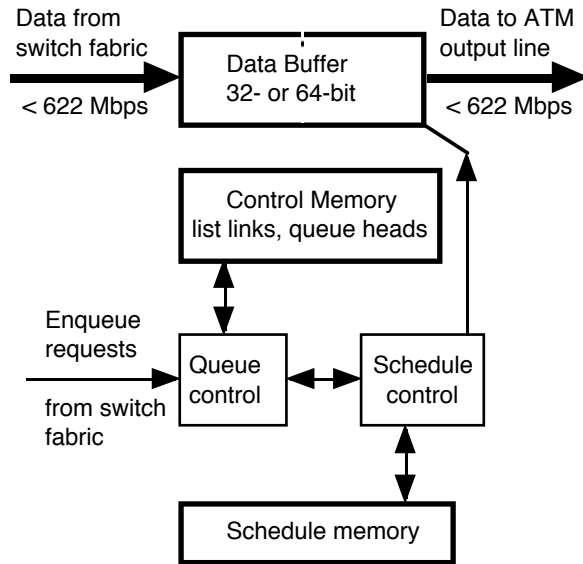 Data from
switch fabric
< 622 Mbps
Data Buffer
32- or 64-bit
Data to ATM
output line
< 622 Mbps
Control Memory
list links, queue heads
Enqueue
requests
from switch
fabric
Queue
control
Schedule
control
Schedule memory